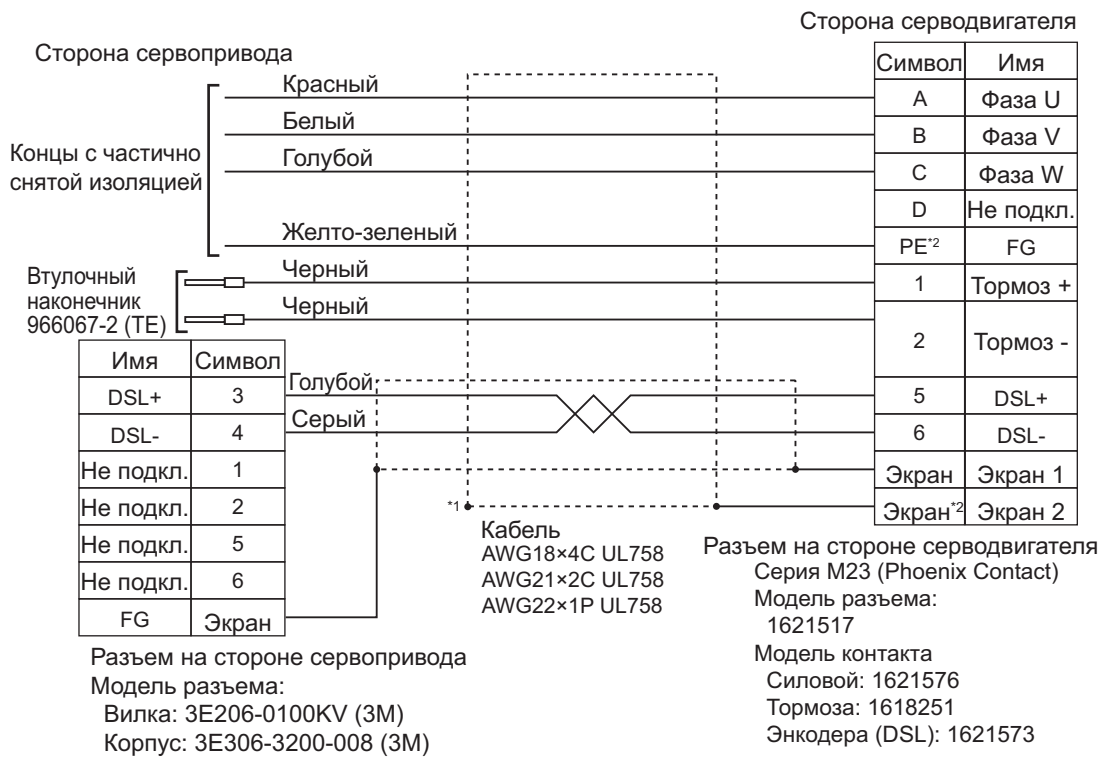 Сторона серводвигателя
Сторона сервопривода
Символ Имя
Красный
A Фаза U
Белый
B Фаза V
Концы с частично
снятой изоляцией
Голубой
C Фаза W
D Не подкл.
Желто-зеленый
PE*2 FG
Втулочный
наконечник
966067-2 (TE)
Черный
1 Тормоз +
Черный
2 Тормоз -
Имя Символ
DSL+ 3
Голубой
5 DSL+
DSL- 4
Серый
6 DSL-
Не подкл. 1
Экран Экран 1
Не подкл. 2
*1
Экран*2 Экран 2
Не подкл. 5
Не подкл. 6
FG Экран
Кабель
AWG18×4C UL758
AWG21×2C UL758
AWG22×1P UL758
Разъем на стороне серводвигателя
Серия M23 (Phoenix Contact)
Модель разъема:
1621517
Модель контакта
Силовой: 1621576
Тормоза: 1618251
Энкодера (DSL): 1621573
Разъем на стороне сервопривода
Модель разъема:
Вилка: 3E206-0100KV (3M)
Корпус: 3E306-3200-008 (3M)